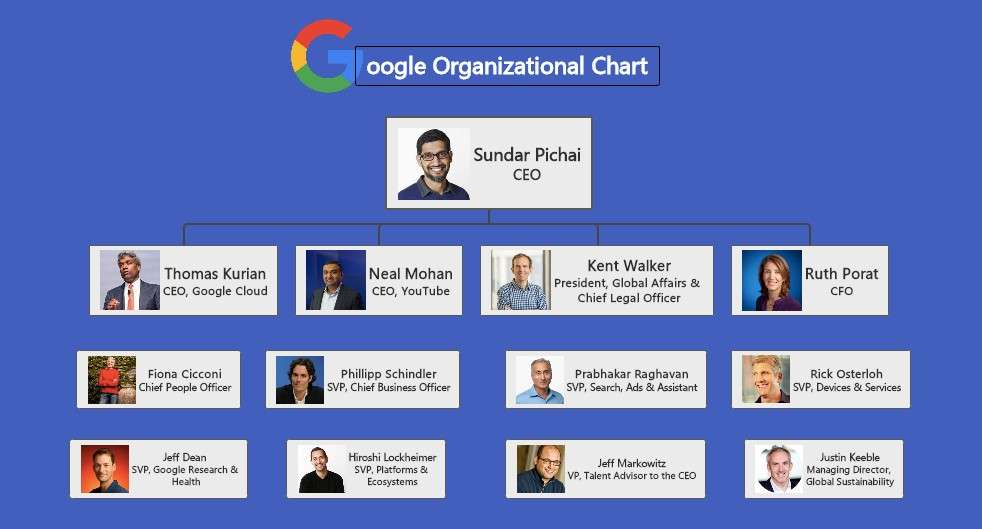 Google Organizational Chart
Sundar Pichai
CEO
Thomas Kurian
CEO, Google Cloud
Neal Mohan
CEO, YouTube
Kent Walker
President, Global Affairs &
Chief Legal Officer
Ruth Porat
CFO
Fiona Cicconi
Chief People Officer
Phillipp Schindler
SVP, Chief Business Officer
Prabhakar Raghavan
SVP, Search, Ads & Assistant
Rick Osterloh
SVP, Devices & Services
Jeff Dean
SVP, Google Research &
Health
Hiroshi Lockheimer
SVP, Platforms &
Ecosystems
Jeff Markowitz
VP, Talent Advisor to the CEO
Justin Keeble
Managing Director,
Global Sustainability